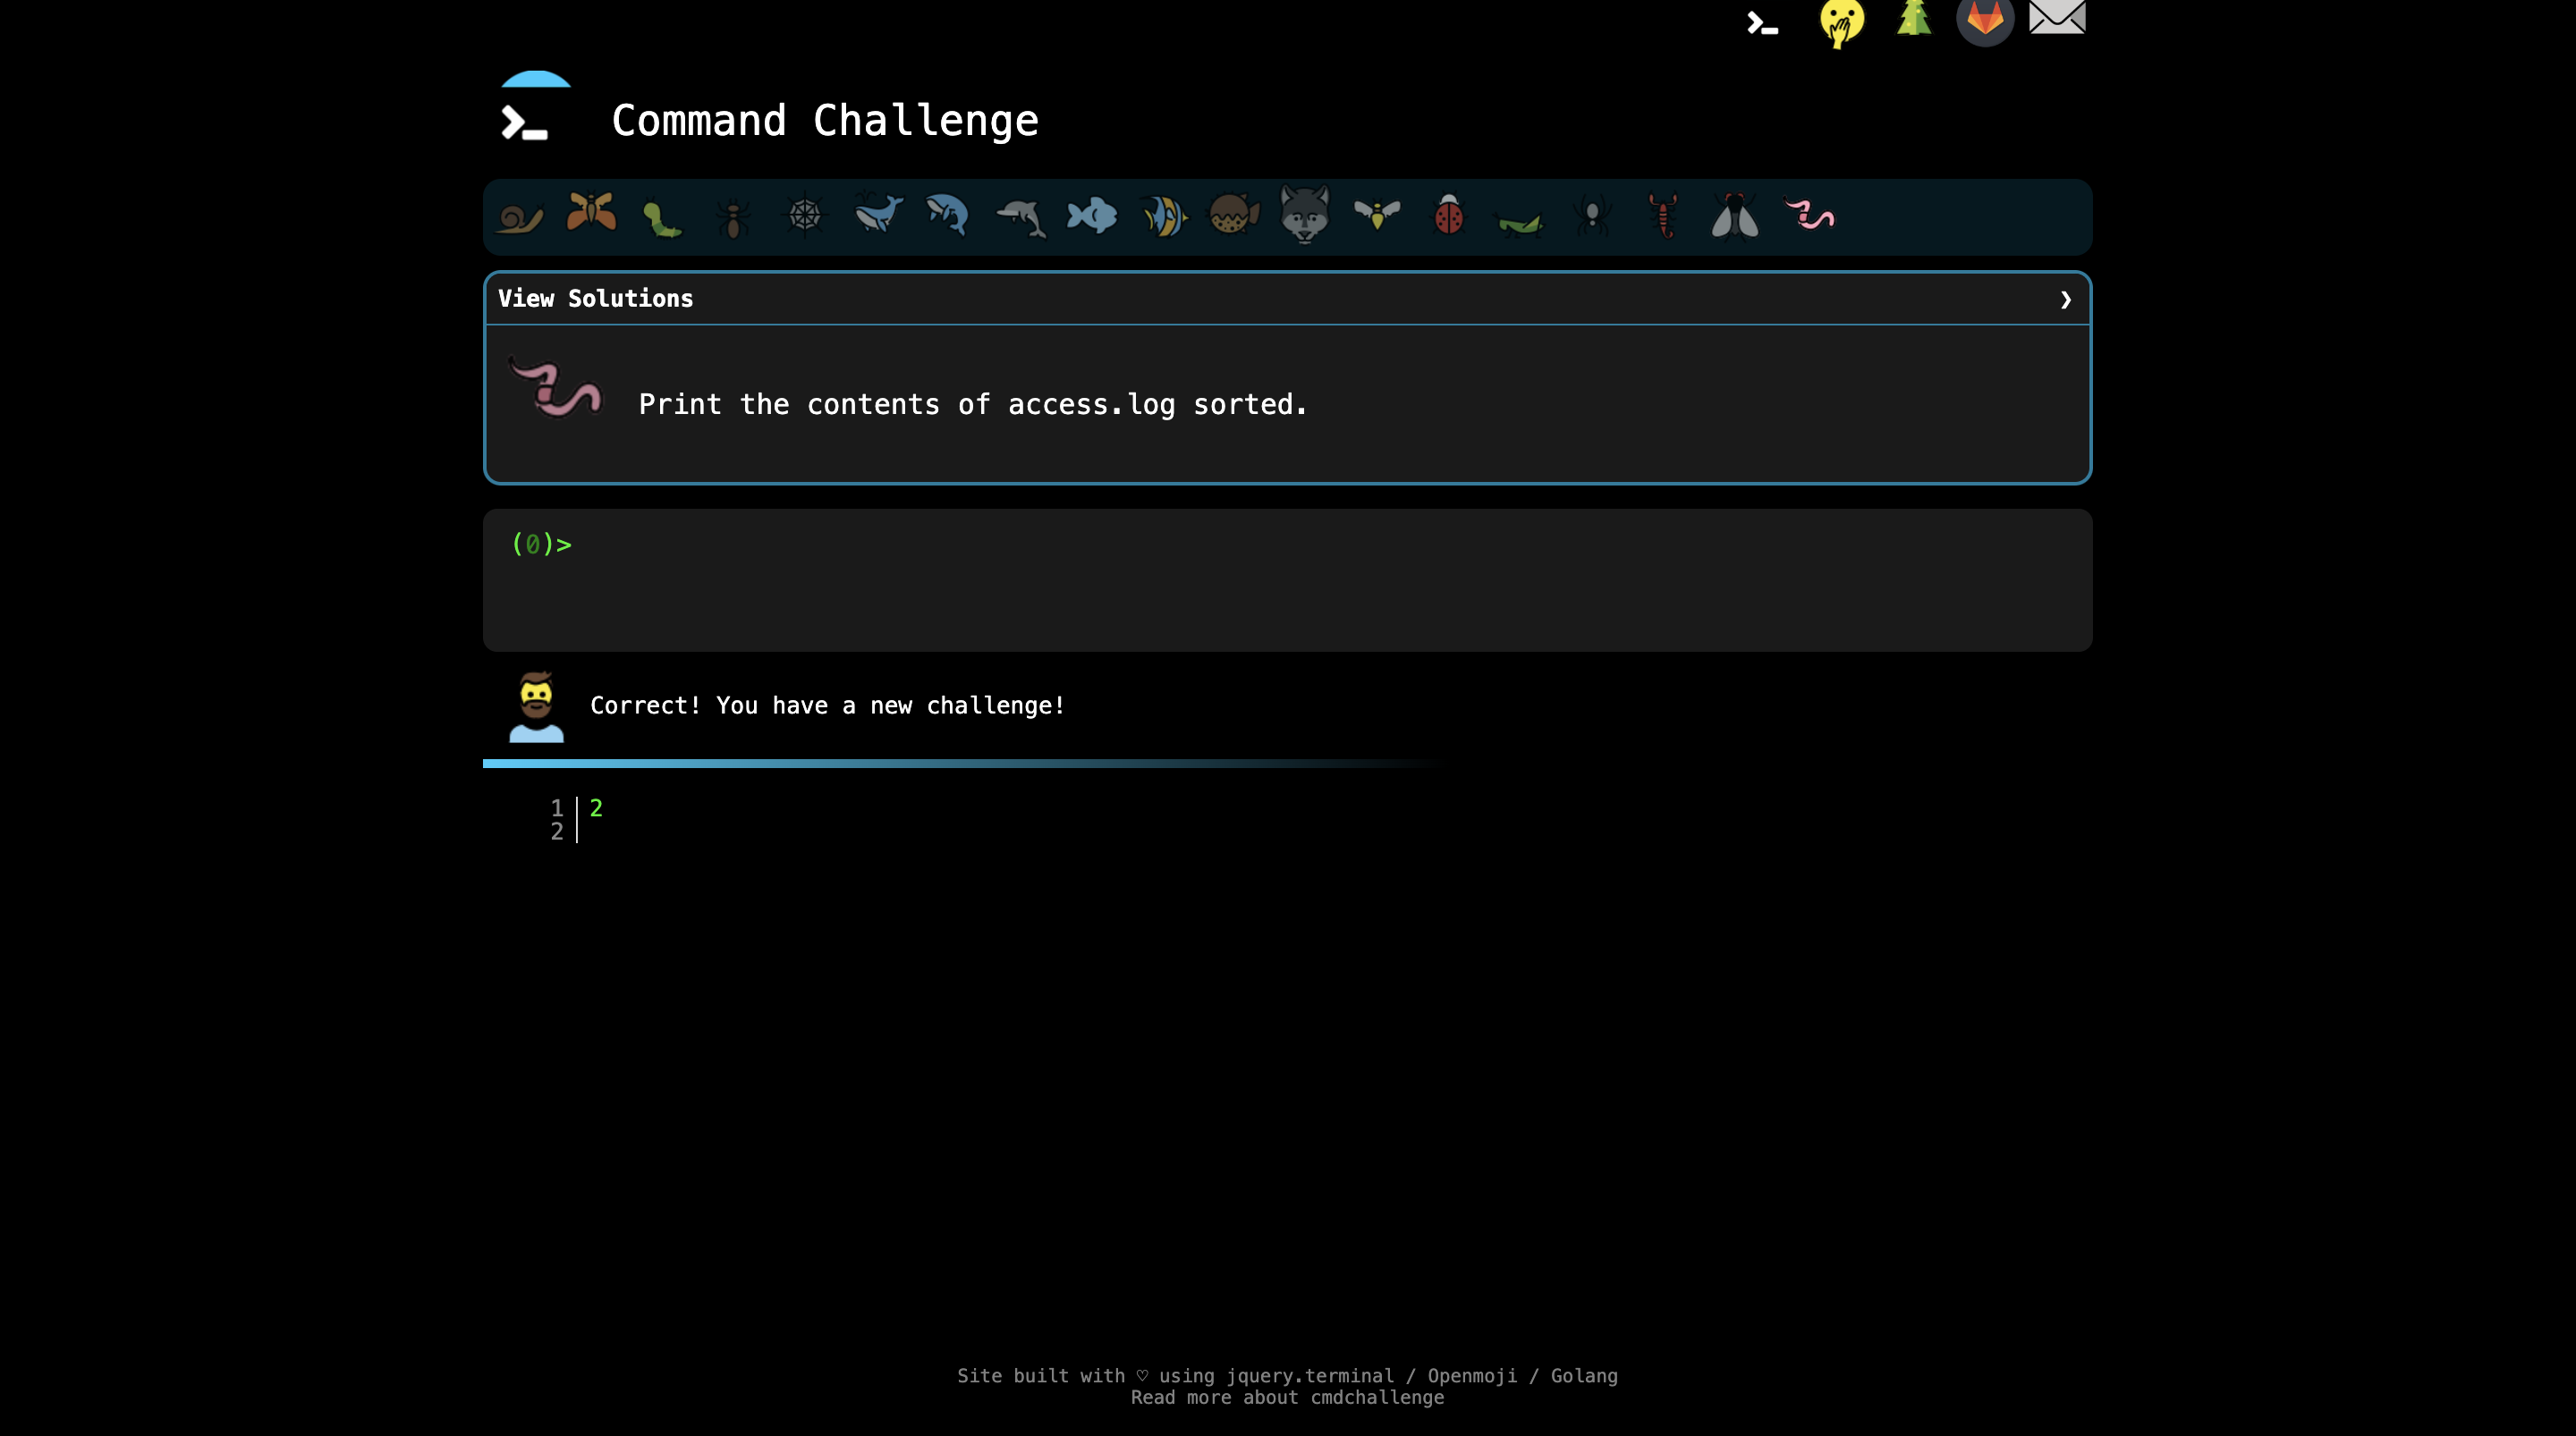 Command Challenge
View Solutions ❯
Print the contents of access.log sorted.
(0)>
Correct! You have a new challenge!
1 2
2
Site built with ♡ using jquery.terminal / Openmoji / Golang
Read more about cmdchallenge